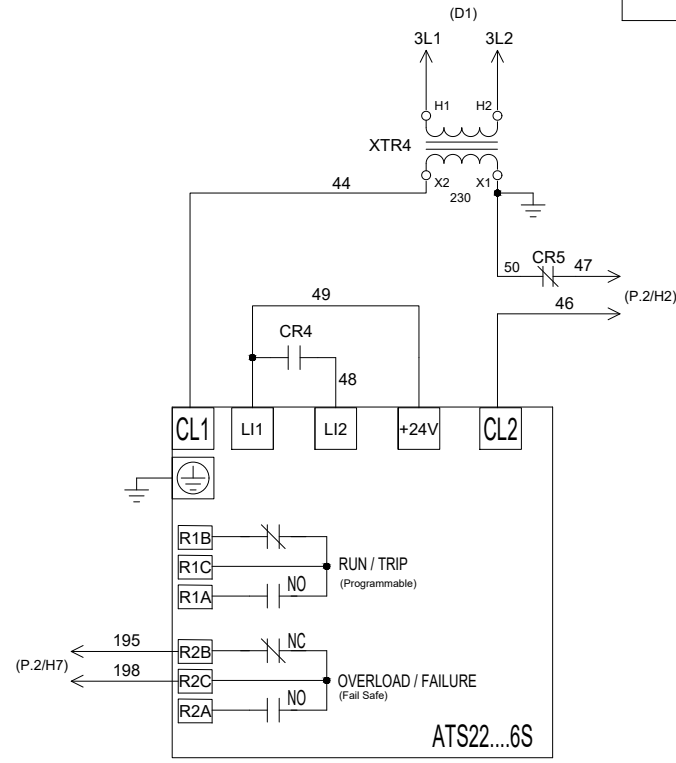 (D1)
3L1 3L2
H1 H2
XTR4
X2 X1
44 230
50 CR5 47
(P.2/H2)
49 46
CR4
48
CL1 LI1 LI2 +24V CL2
R1B
R1C RUN / TRIP
(Programmable)
R1A NO
195 R2B NC
(P.2/H7)
198 R2C OVERLOAD / FAILURE
(Fail Safe)
R2A NO
ATS22....6S